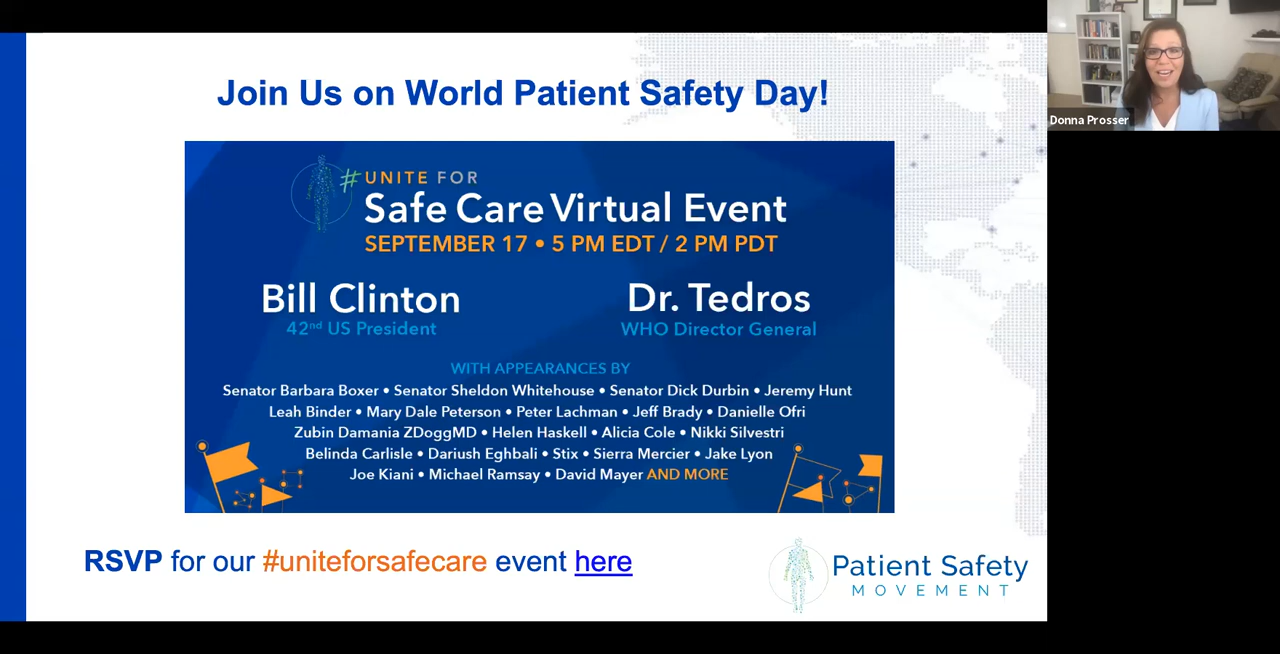 Join Us on World Patient Safety Day!
Donna Prosser
#UNITE FOR
Safe Care Virtual Event
SEPTEMBER 17 • 5 PM EDT / 2 PM PDT
Bill Clinton
42nd US President
Dr. Tedros
WHO Director General
WITH APPEARANCES BY
Senator Barbara Boxer • Senator Sheldon Whitehouse • Senator Dick Durbin • Jeremy Hunt
Leah Binder • Mary Dale Peterson • Peter Lachman • Jeff Brady • Danielle Ofri
Zubin Damania ZDoggMD • Helen Haskell • Alicia Cole • Nikki Silvestri
Belinda Carlisle • Dariush Eghbali • Stix • Sierra Mercier • Jake Lyon
Joe Kiani • Michael Ramsay • David Mayer AND MORE
RSVP for our #uniteforsafecare event here
Patient Safety
MOVEMENT